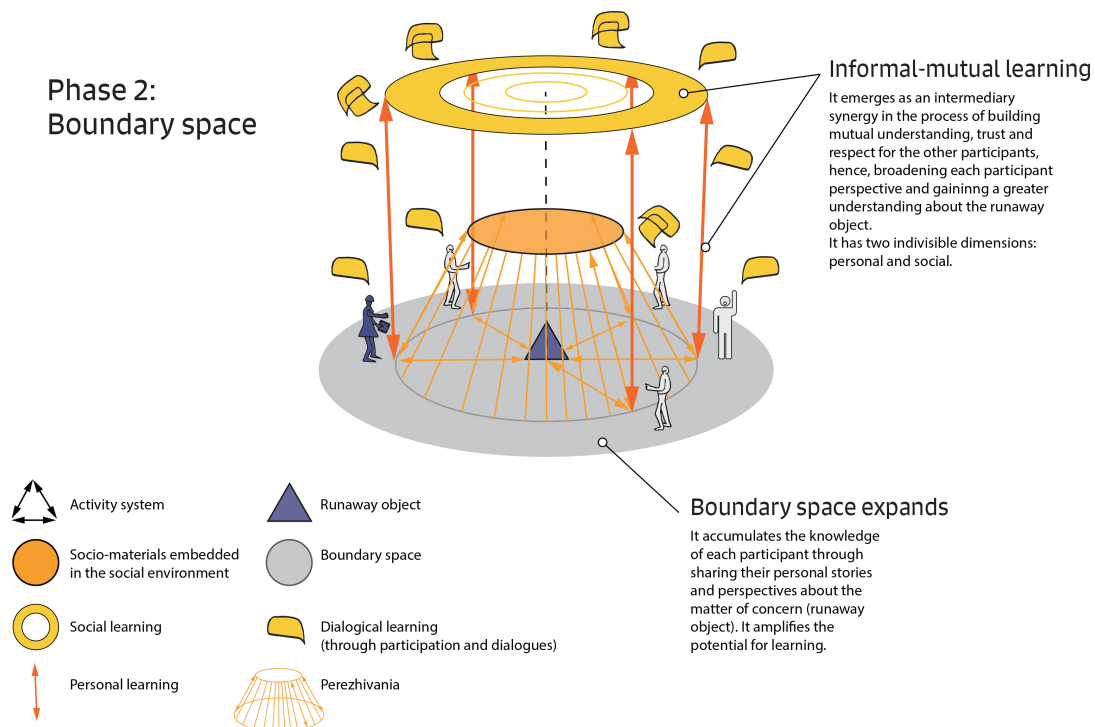 Phase 2:
Boundary space
Informal-mutual learning
It emerges as an intermediary
synergy in the process of building
mutual understanding, trust and
respect for the other participants,
hence, broadening each participant
perspective and gaininng a greater
understanding about the runaway
object.
It has two indivisible dimensions:
personal and social.
Boundary space expands
It accumulates the knowledge
of each participant through
sharing their personal stories
and perspectives about the
matter of concern (runaway
object). It amplifies the
potential for learning.
Activity system
Runaway object
Socio-materials embedded
in the social environment
Boundary space
Social learning
Dialogical learning
(through participation and dialogues)
Personal learning
Perezhivania